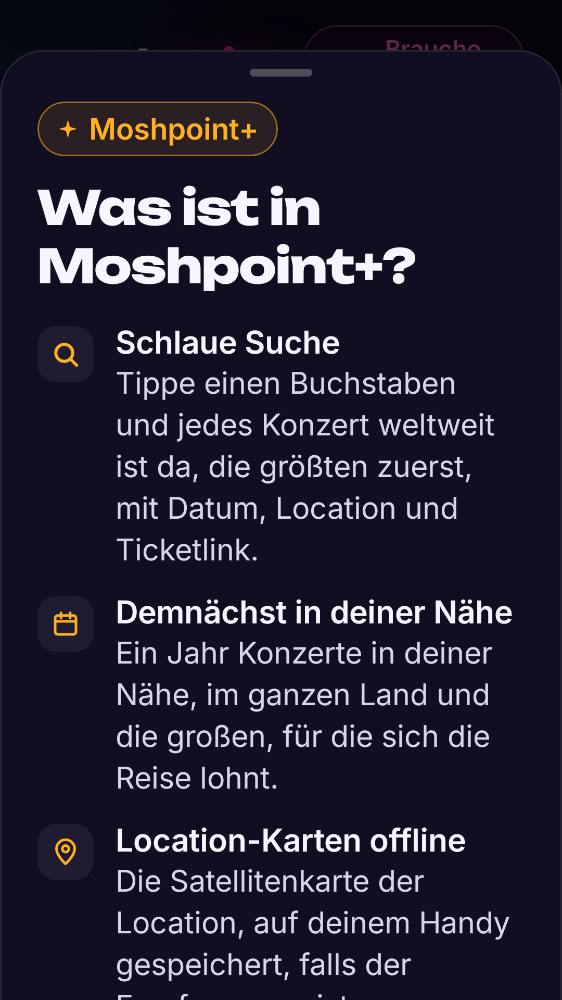 Brauche
Moshpoint+
Was ist in
Moshpoint+?
Schlaue Suche
Tippe einen Buchstaben
und jedes Konzert weltweit
ist da, die größten zuerst,
mit Datum, Location und
Ticketlink.
Demnächst in deiner Nähe
Ein Jahr Konzerte in deiner
Nähe, im ganzen Land und
die großen, für die sich die
Reise lohnt.
Location-Karten offline
Die Satellitenkarte der
Location, auf deinem Handy
gespeichert, falls der